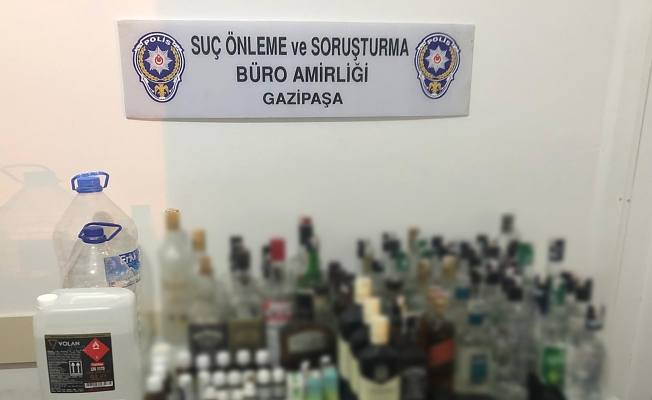 SUÇ ÖNLEME ve SORUŞTURMA
BÜRO AMİRLİĞİ
GAZİPAŞA
POLİS
POLİS
VOLAN